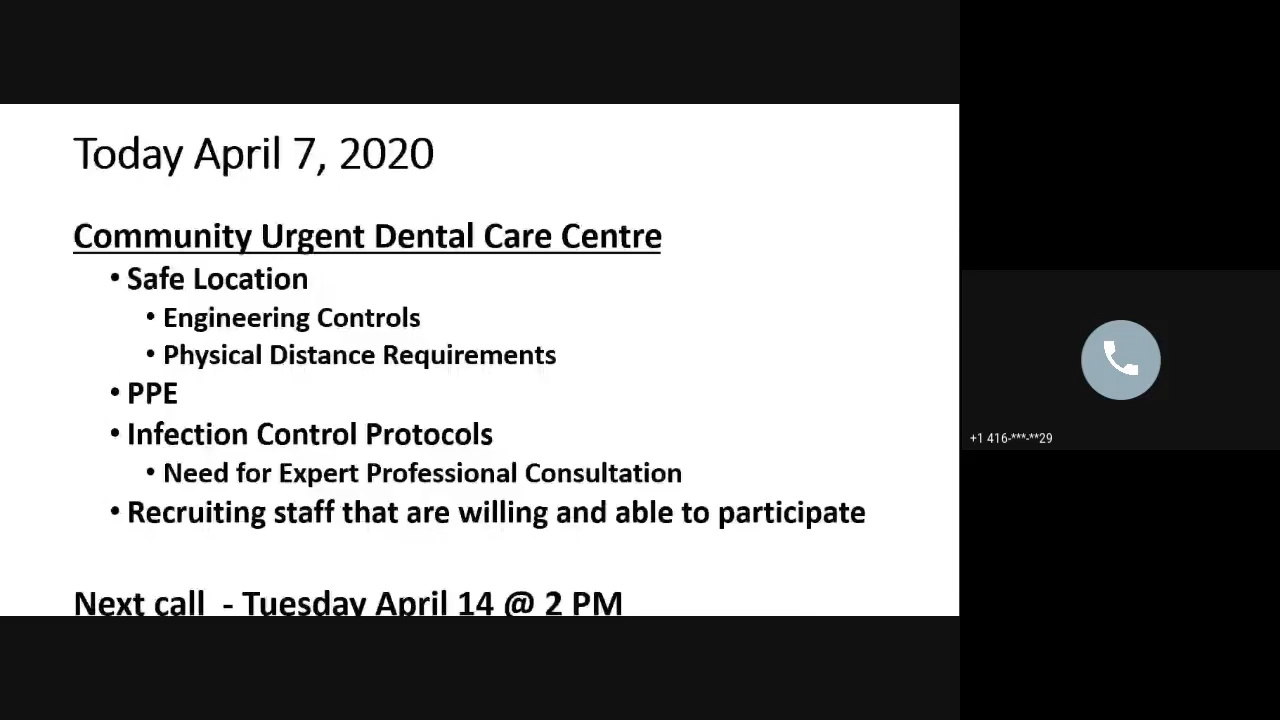 Today April 7, 2020
Community Urgent Dental Care Centre
• Safe Location
• Engineering Controls
• Physical Distance Requirements
• PPE
• Infection Control Protocols
• Need for Expert Professional Consultation
• Recruiting staff that are willing and able to participate
Next call - Tuesday April 14 @ 2 PM
+1 416-***-**29